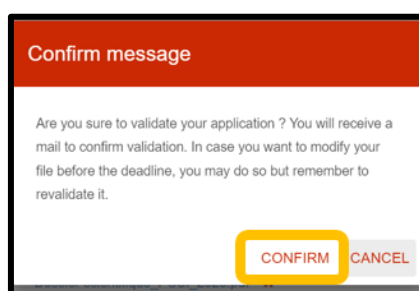 Confirm message
Are you sure to validate your application ? You will receive a
mail to confirm validation. In case you want to modify your
file before the deadline, you may do so but remember to
revalidate it.
CONFIRM CANCEL